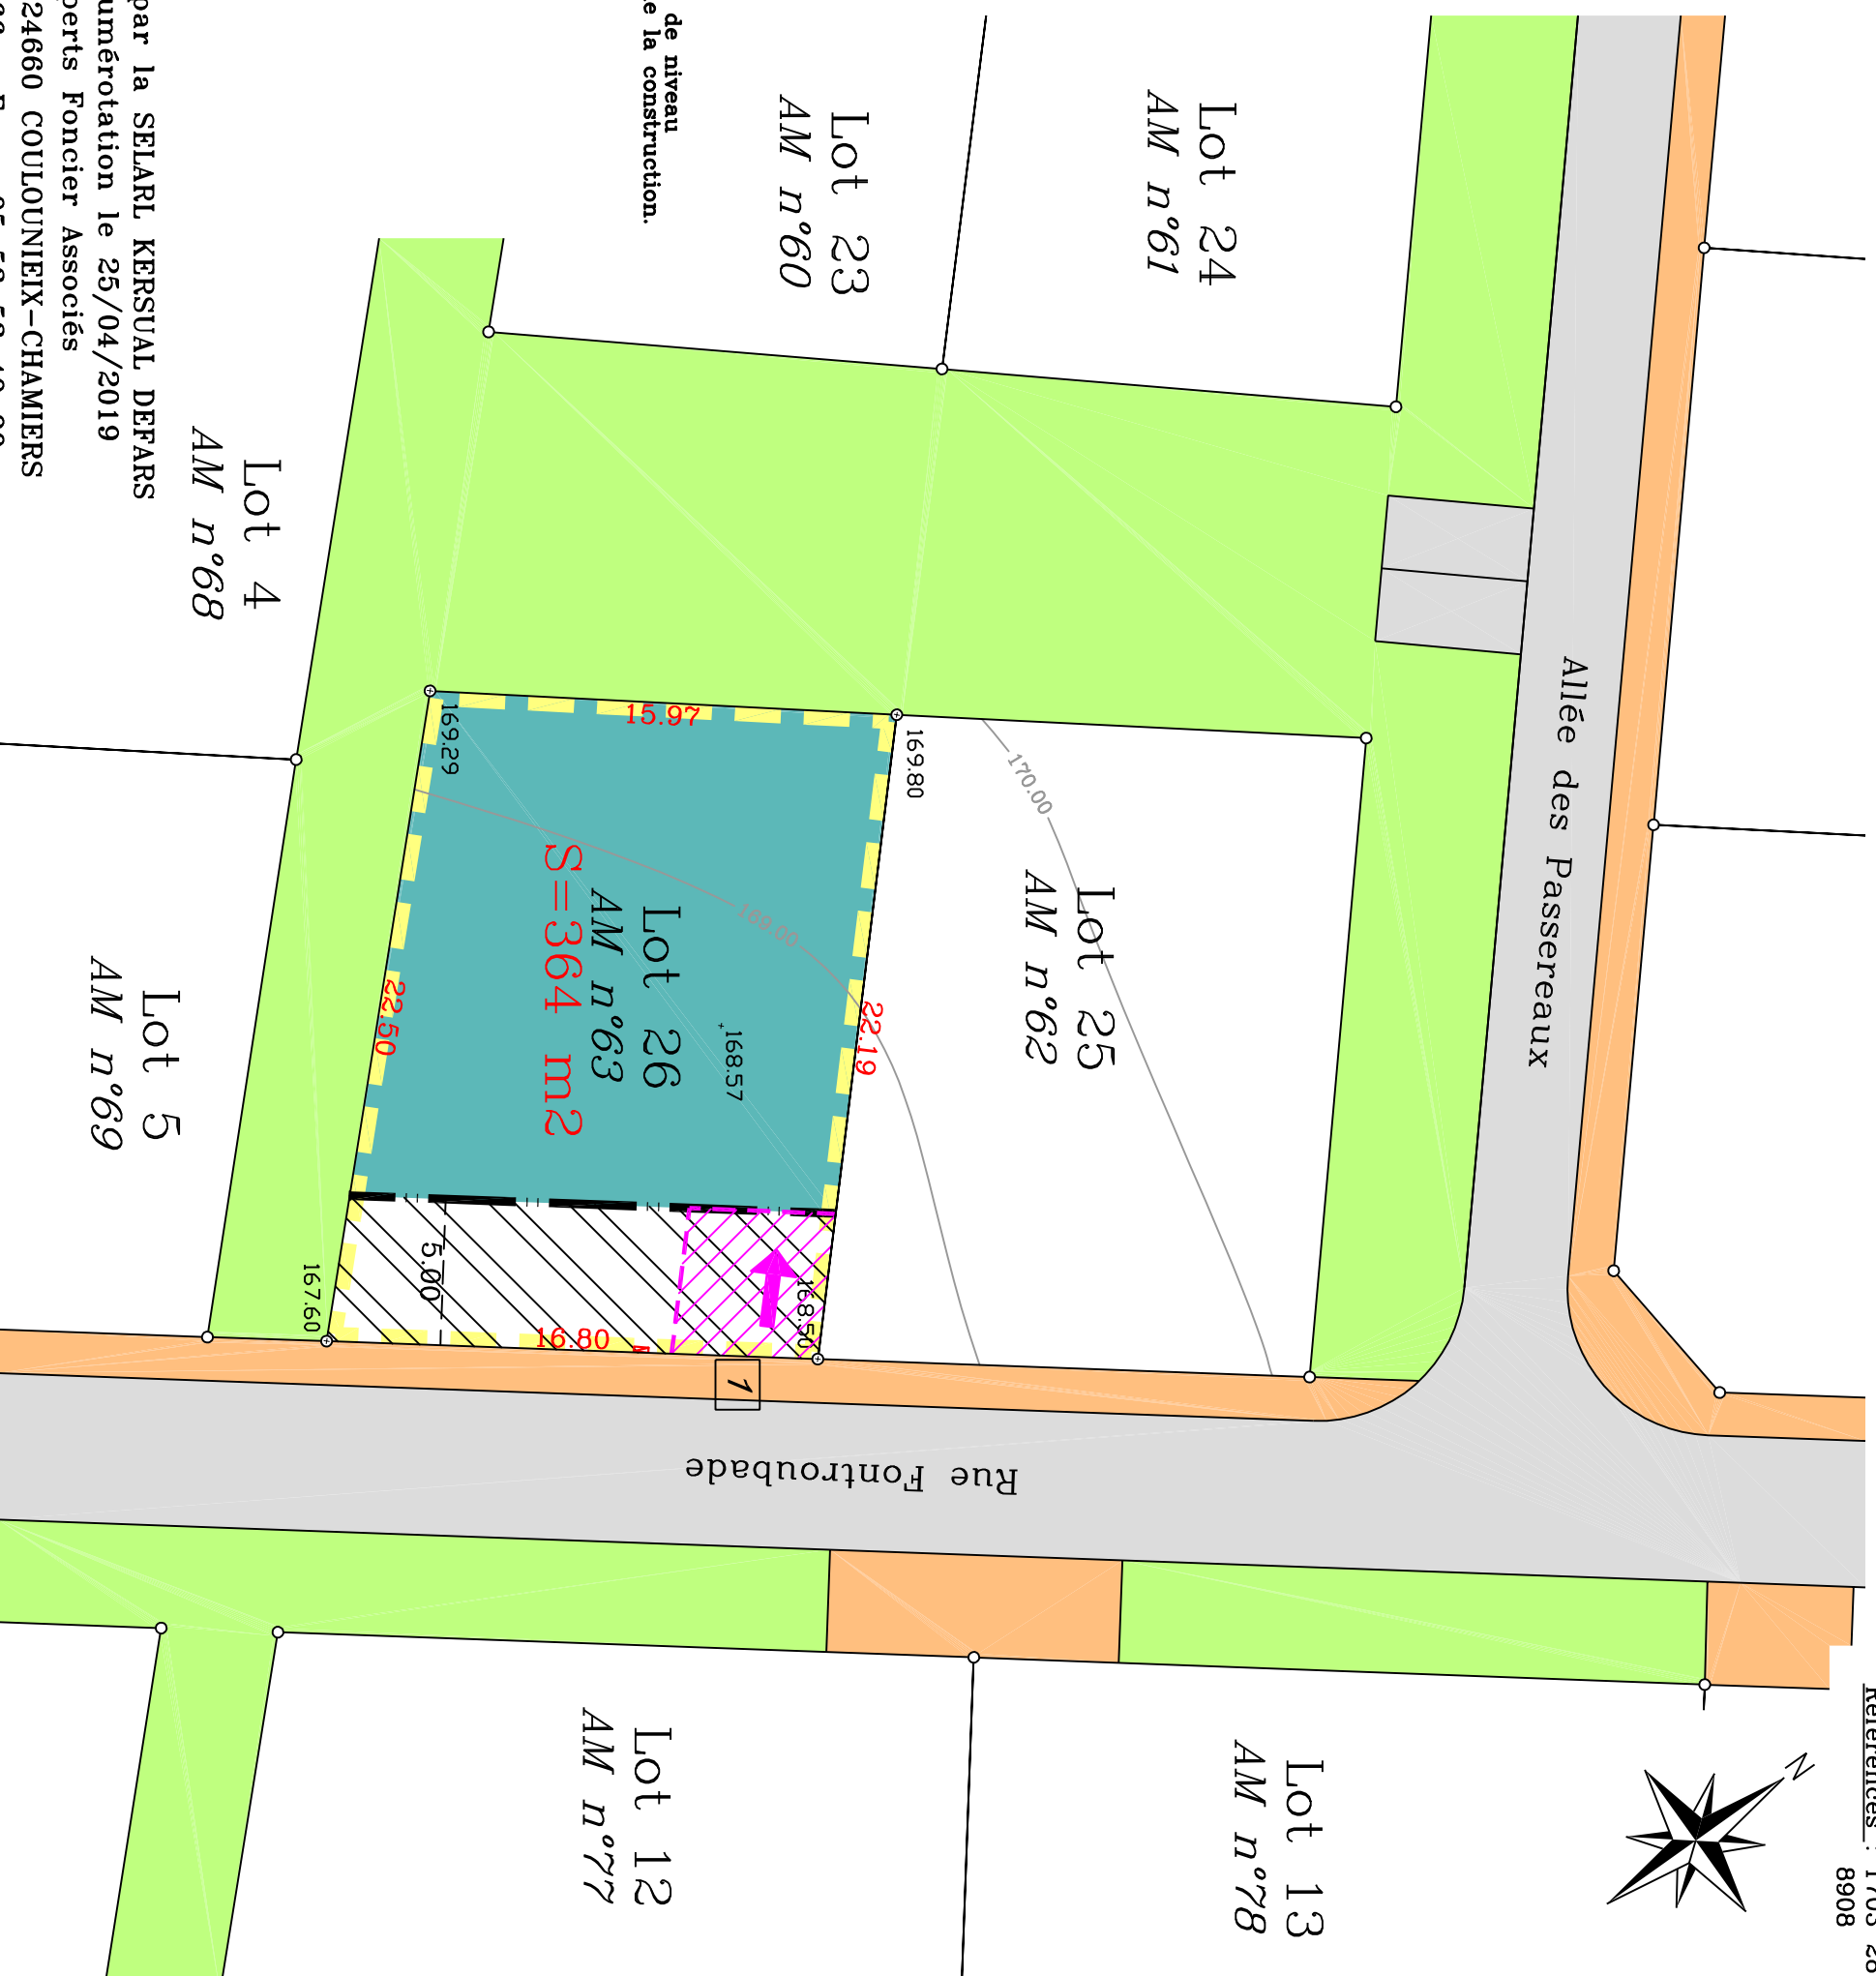 Références : 1703
8908
Allée des Passereaux
Lot 24
AM n°61
Lot 23
AM n°60
de niveau
la construction.
Lot 25
AM n°62
170.00
169.80
15.97
169.29
169.00
22.19
168.57
Lot 26
AM n°63
S=364 m2
22.50
5.00
168.50
167.60
16.80
1
Rue Fontroubade
Lot 4
AM n°68
Lot 5
AM n°69
par la SELARL KERSUAL DEFARS
umérotation le 25/04/2019
perts Foncier Associés
24660 COULOUNIEIX-CHAMIERS
Lot 13
AM n°78
Lot 12
AM n°77
N